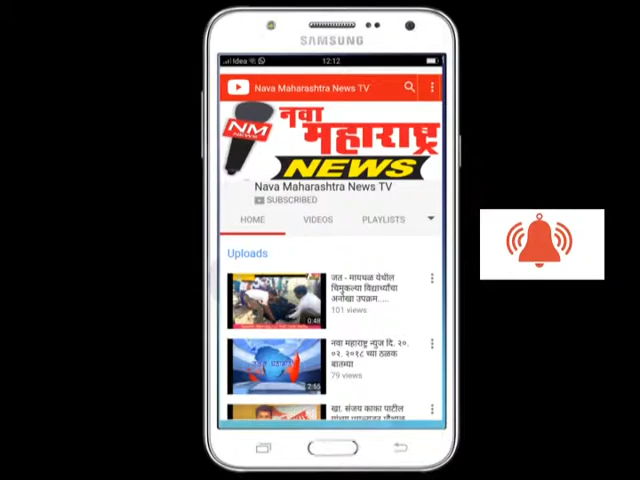 SAMSUNG
Idea
12:12
Nava Maharashtra News TV
नवा
NM
NEWS
महाराष्ट्र
NEWS
Nava Maharashtra News TV
SUBSCRIBED
HOME VIDEOS PLAYLISTS
Uploads
जत - मायथळ येथील
चिमुकल्या विद्यार्थ्यांचा
अनोखा उपक्रम.....
101 views
0:48
नवा महाराष्ट्र न्युज दि. २०.
०२. २०१८ च्या ठळक
बातम्या
79 views
2:55
खा. संजय काका पाटील